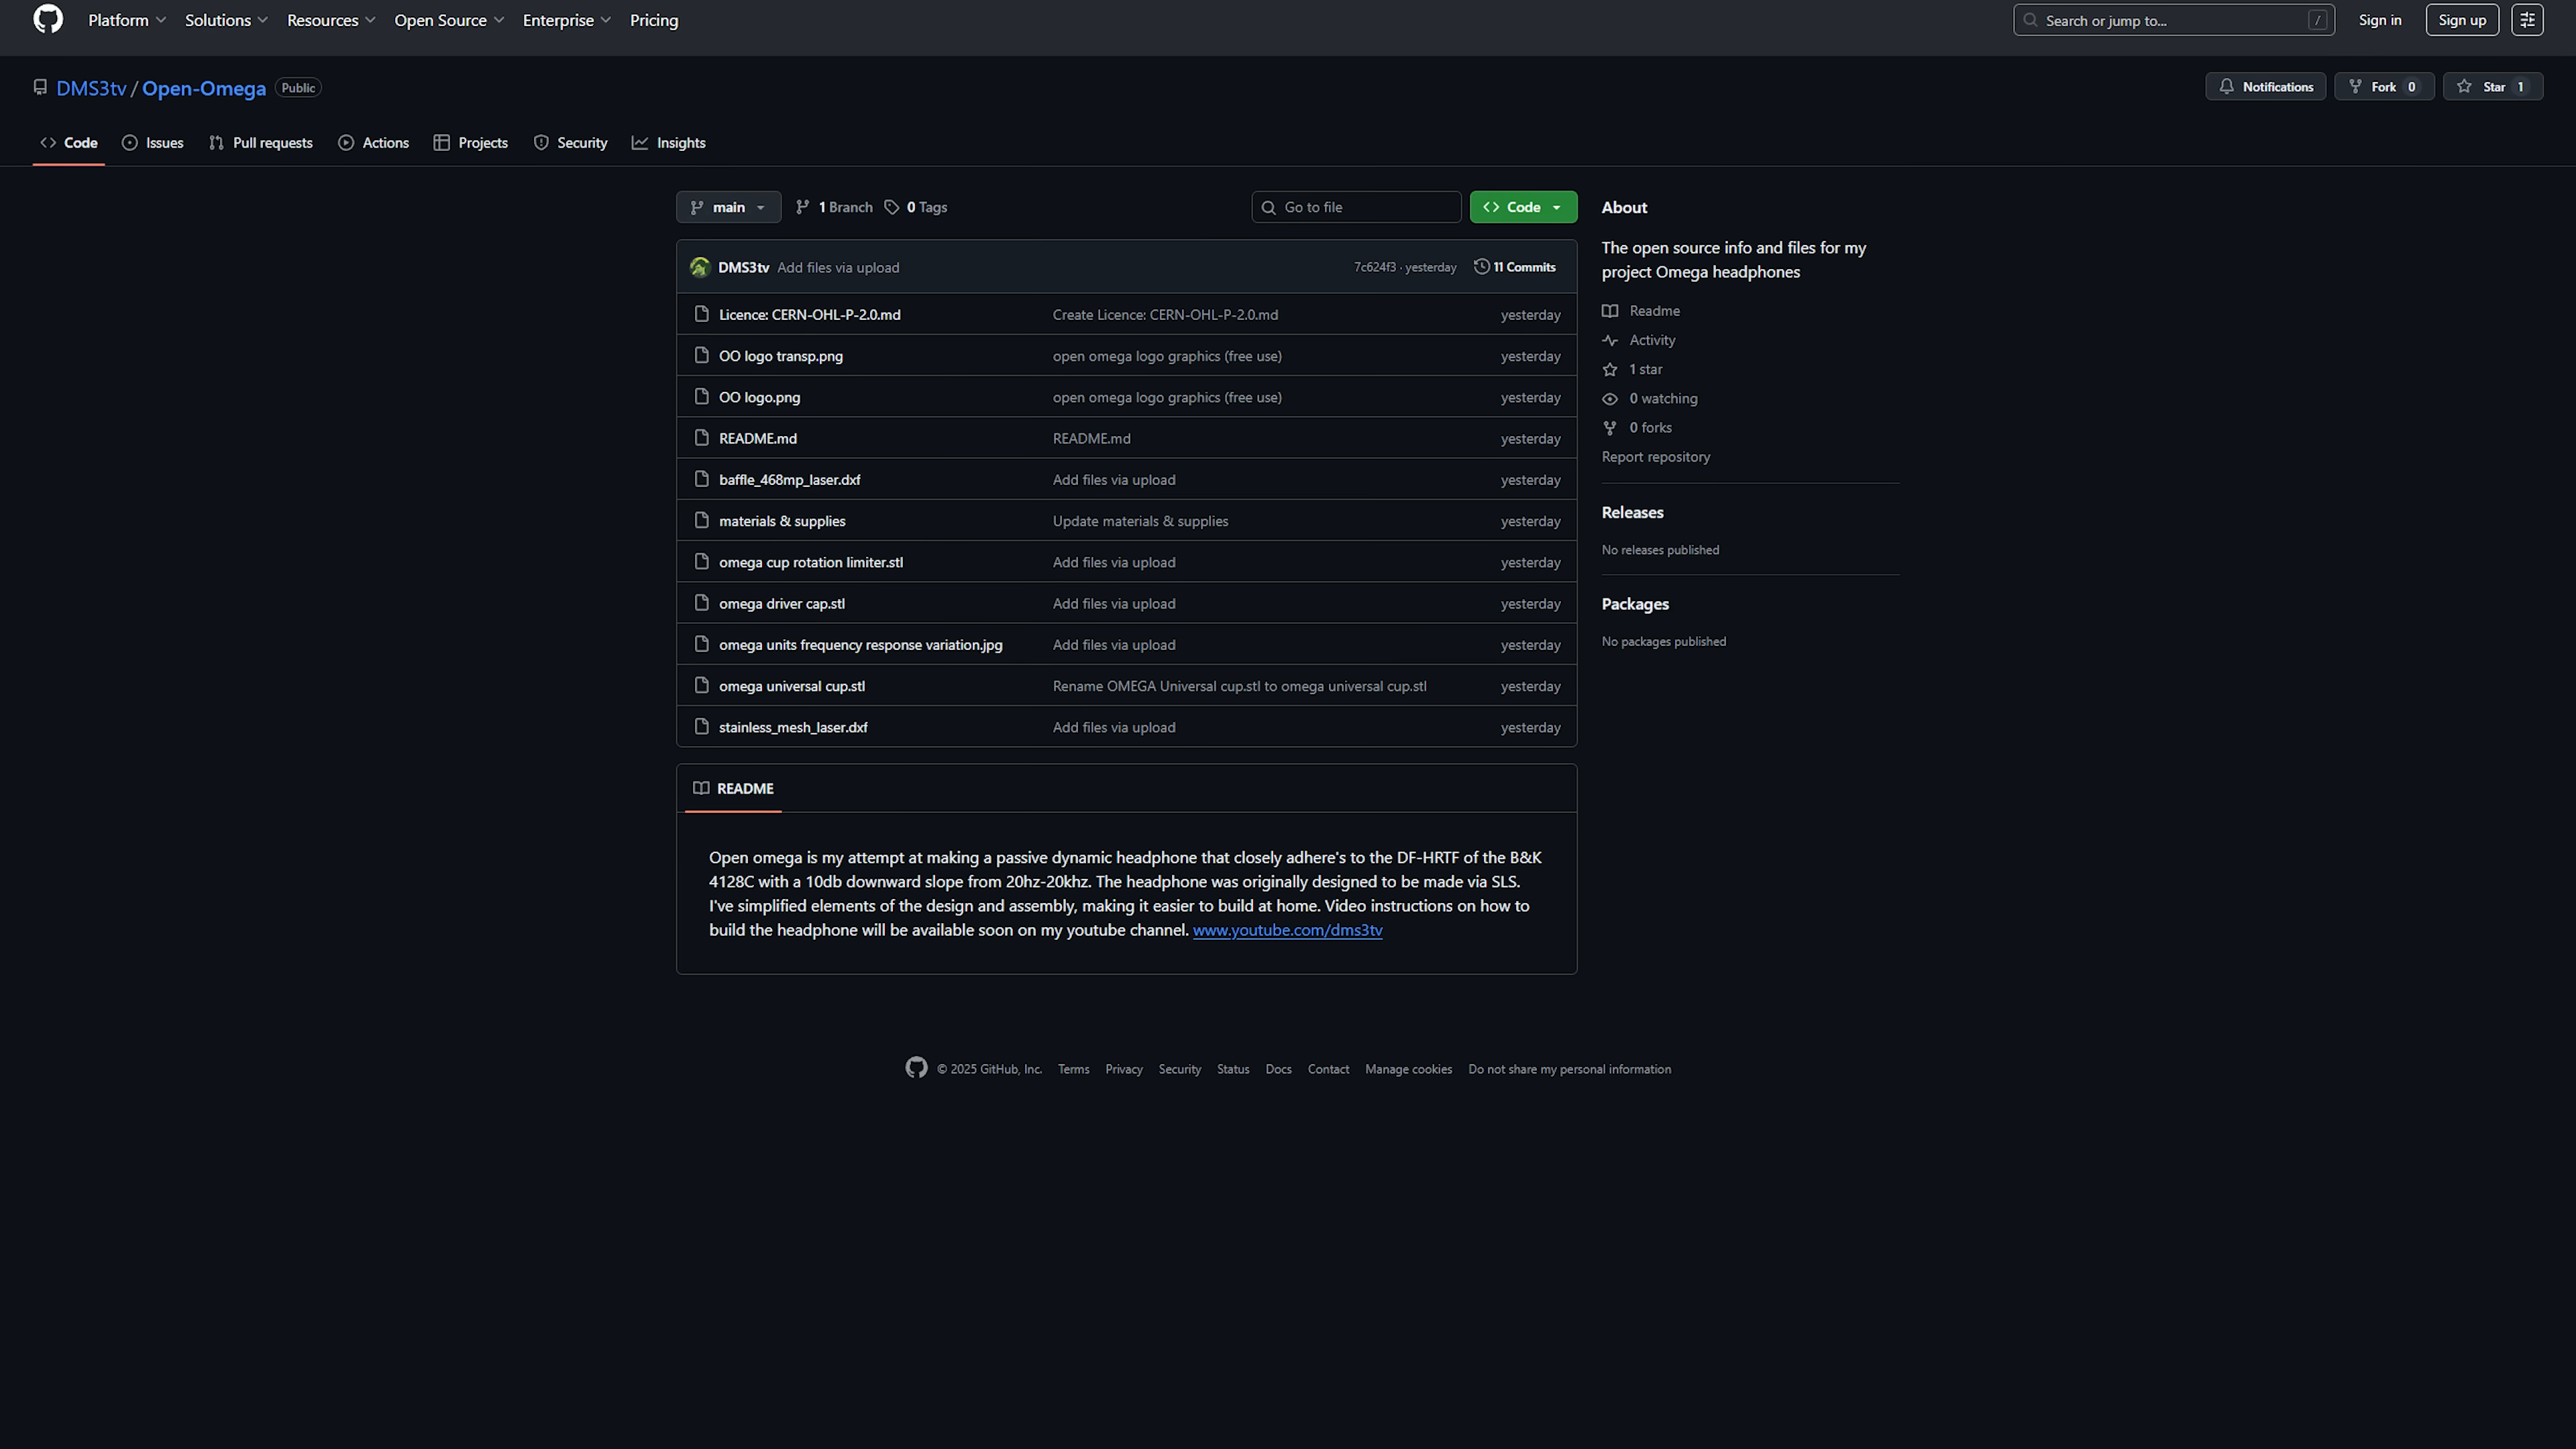 Platform Solutions Resources Open Source Enterprise Pricing Search or jump to... / Sign in Sign up
DMS3tv / Open-Omega Public Notifications Fork 0 Star 1
Code Issues Pull requests Actions Projects Security Insights
main 1 Branch 0 Tags Go to file Code
DMS3tv Add files via upload 7c624f3 · yesterday 11 Commits
Licence: CERN-OHL-P-2.0.md Create Licence: CERN-OHL-P-2.0.md yesterday
OO logo transp.png open omega logo graphics (free use) yesterday
OO logo.png open omega logo graphics (free use) yesterday
README.md README.md yesterday
baffle_468mp_laser.dxf Add files via upload yesterday
materials & supplies Update materials & supplies yesterday
omega cup rotation limiter.stl Add files via upload yesterday
omega driver cap.stl Add files via upload yesterday
omega units frequency response variation.jpg Add files via upload yesterday
omega universal cup.stl Rename OMEGA Universal cup.stl to omega universal cup.stl yesterday
stainless_mesh_laser.dxf Add files via upload yesterday
README
Open omega is my attempt at making a passive dynamic headphone that closely adhere's to the DF-HRTF of the B&K
4128C with a 10db downward slope from 20hz-20khz. The headphone was originally designed to be made via SLS.
I've simplified elements of the design and assembly, making it easier to build at home. Video instructions on how to
build the headphone will be available soon on my youtube channel. www.youtube.com/dms3tv
About
The open source info and files for my
project Omega headphones
Readme
Activity
1 star
0 watching
0 forks
Report repository
Releases
No releases published
Packages
No packages published
© 2025 GitHub, Inc. Terms Privacy Security Status Docs Contact Manage cookies Do not share my personal information